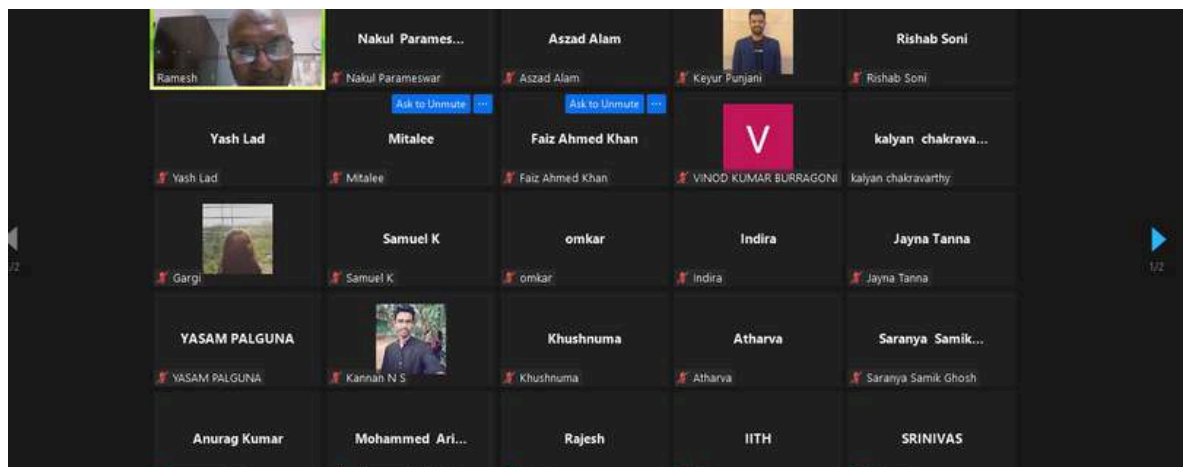 Ramesh
Nakul Parames...
Nakul Parameswar
Aszad Alam
Aszad Alam
Keyur Punjani
Rishab Soni
Rishab Soni
Yash Lad
Yash Lad
Ask to Unmute ...
Mitalee
Mitalee
Ask to Unmute ...
Faiz Ahmed Khan
Faiz Ahmed Khan
V
VINOD KUMAR BURRAGONI
kalyan chakrava...
kalyan chakravarthy
Gargi
Samuel K
Samuel K
omkar
omkar
Indira
Indira
Jayna Tanna
Jayna Tanna
/2
1/2
YASAM PALGUNA
YASAM PALGUNA
Kannan N S
Khushnuma
Khushnuma
Atharva
Atharva
Saranya Samik...
Saranya Samik Ghosh
Anurag Kumar
Mohammed Ari...
Rajesh
IITH
SRINIVAS